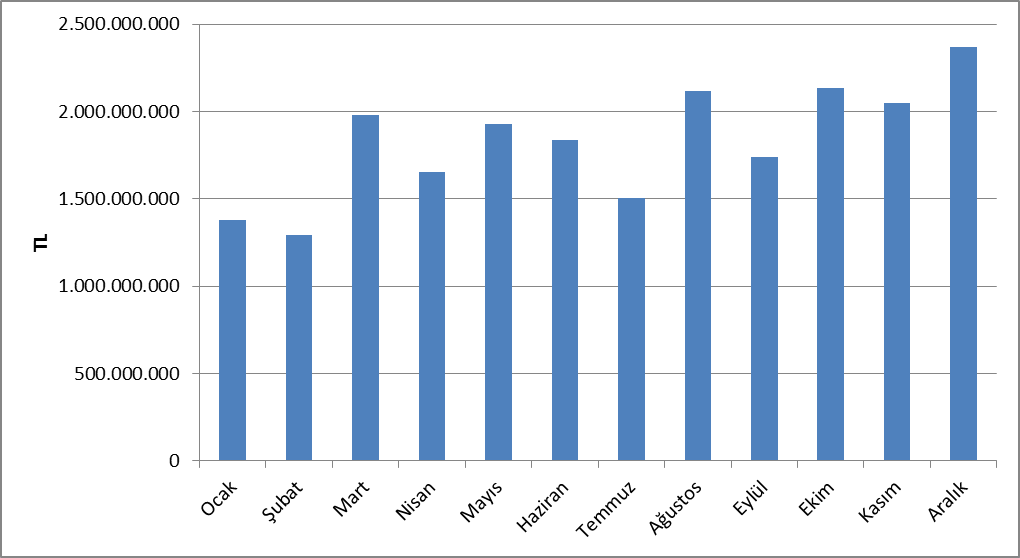 2.500.000.000
2.000.000.000
1.500.000.000
1.000.000.000
500.000.000
0
TL
Ocak
Şubat
Mart
Nisan
Mayıs
Haziran
Temmuz
Ağustos
Eylül
Ekim
Kasım
Aralık